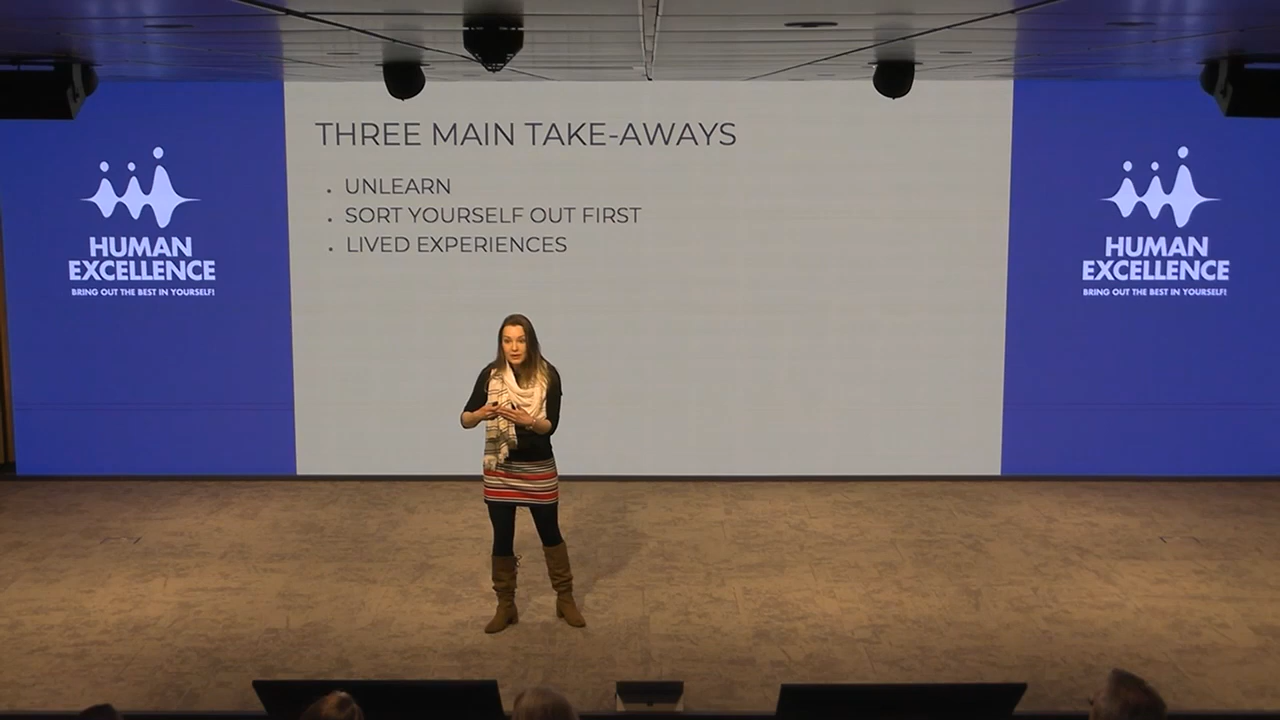 THREE MAIN TAKE-AWAYS
• UNLEARN
• SORT YOURSELF OUT FIRST
• LIVED EXPERIENCES
HUMAN
EXCELLENCE
BRING OUT THE BEST IN YOURSELF!
HUMAN
EXCELLENCE
BRING OUT THE BEST IN YOURSELF!